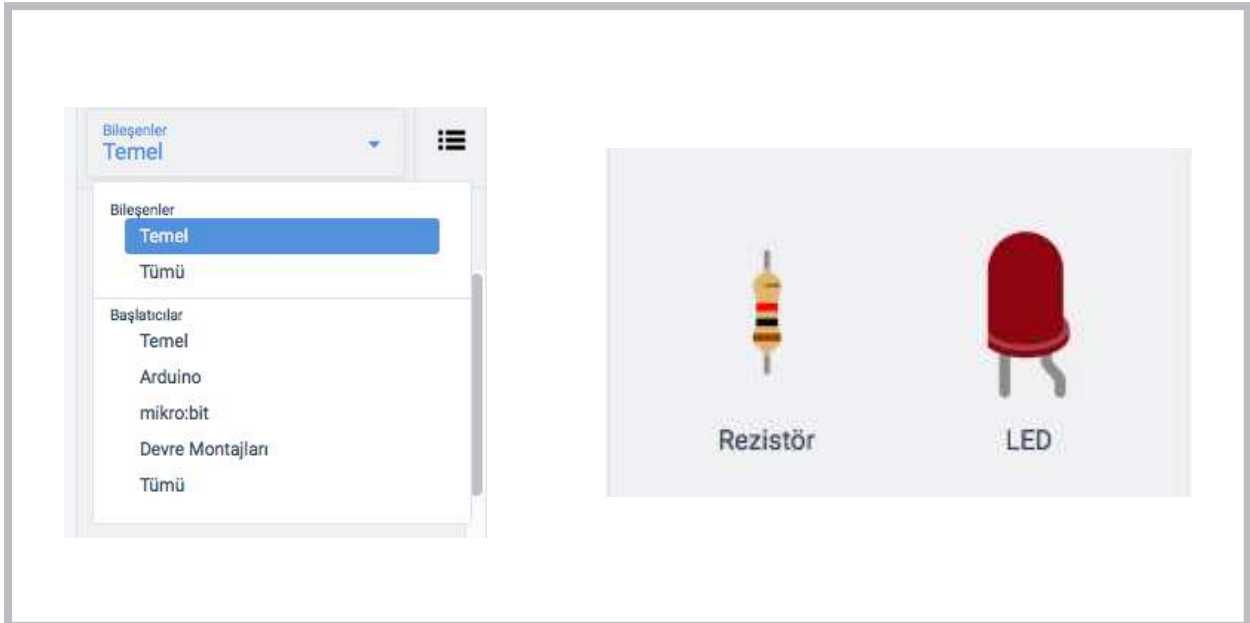 Bileşenler
Temel
Bileşenler
Temel
Tümü
Başlatıcılar
Temel
Arduino
mikro:bit
Devre Montajları
Tümü
Rezistör
LED